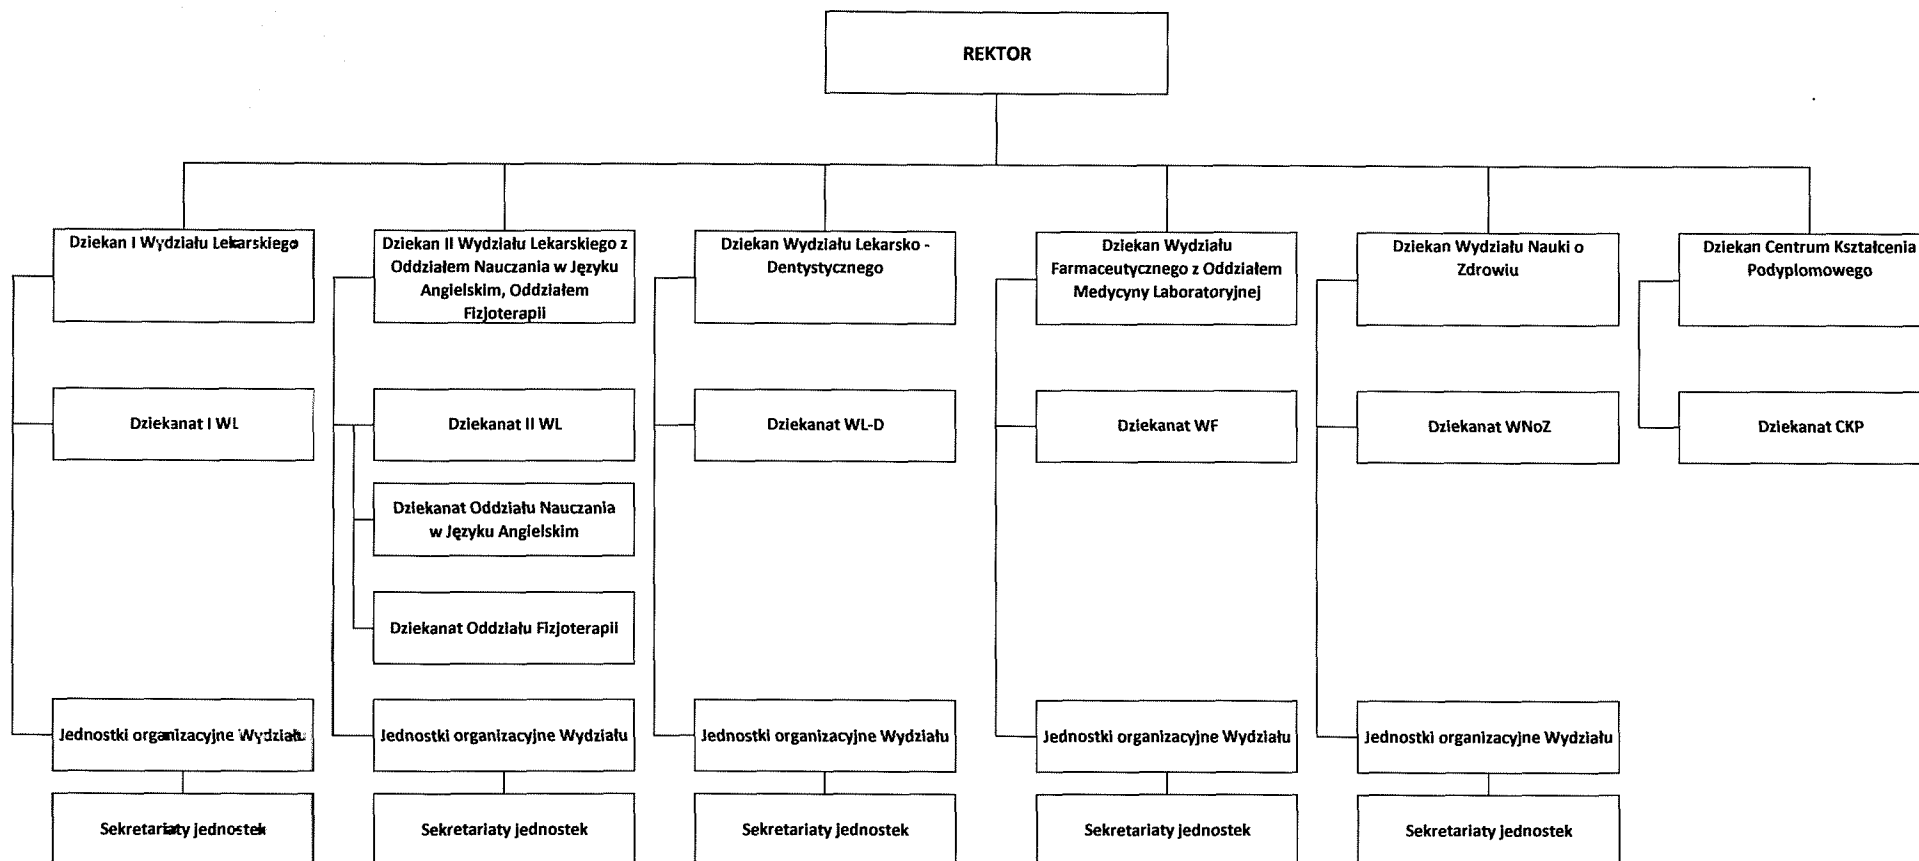 REKTOR
Dziekan I Wydziału Lekarskiego
Dziekan II Wydziału Lekarskiego z
Oddziałem Nauczania w Języku
Angielskim, Oddziałem
Fizjoterapii
Dziekan Wydziału Lekarsko -
Dentystycznego
Dziekan Wydziału
Farmaceutycznego z Oddziałem
Medycyny Laboratoryjnej
Dziekan Wydziału Nauki o
Zdrowiu
Dziekan Centrum Kształcenia
Podyplomowego
Dziekanat I WL
Dziekanat II WL
Dziekanat WL-D
Dziekanat WF
Dziekanat WNoZ
Dziekanat CKP
Dziekanat Oddziału Nauczania
w Języku Angielskim
Dziekanat Oddziału Fizjoterapii
Jednostki organizacyjne Wydziału
Jednostki organizacyjne Wydziału
Jednostki organizacyjne Wydziału
Jednostki organizacyjne Wydziału
Jednostki organizacyjne Wydziału
Sekretariaty jednostek
Sekretariaty jednostek
Sekretariaty jednostek
Sekretariaty jednostek
Sekretariaty jednostek